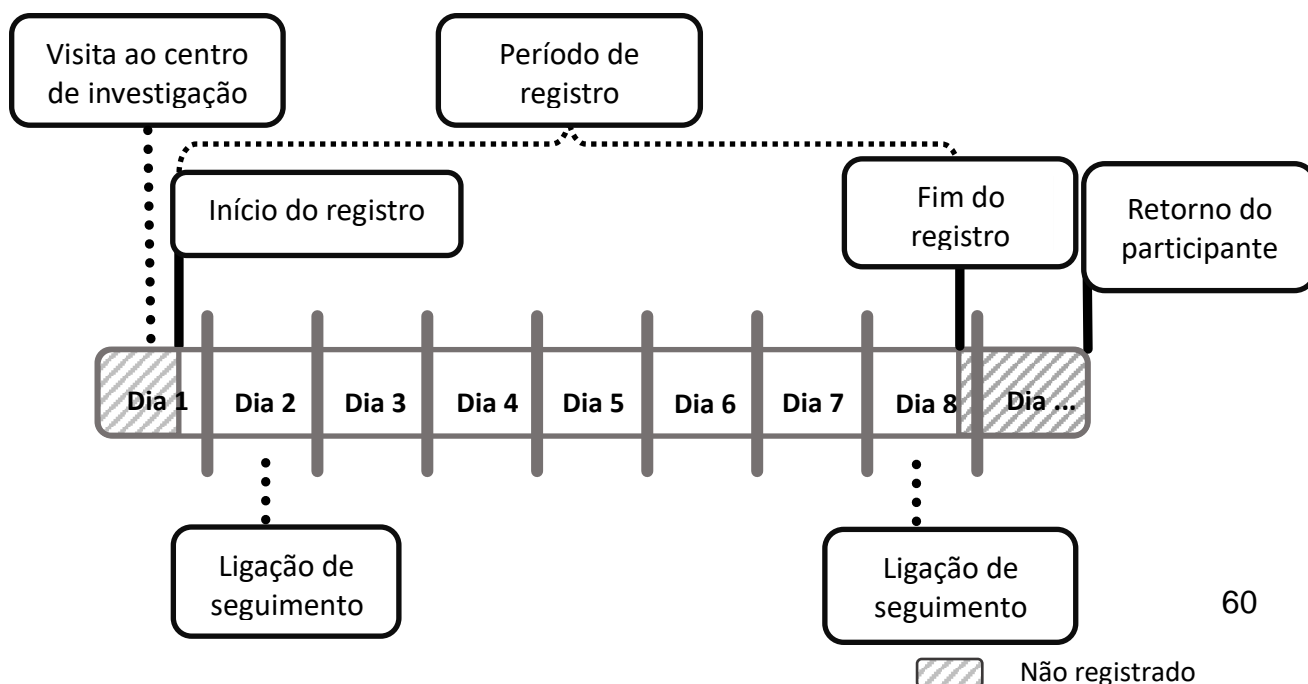 Visita ao centro
de investigação
Período de
registro
Início do registro
Fim do
registro
Retorno do
participante
Dia 1
Dia 2
Dia 3
Dia 4
Dia 5
Dia 6
Dia 7
Dia 8
Dia ...
Ligação de
seguimento
Ligação de
seguimento
60
Não registrado